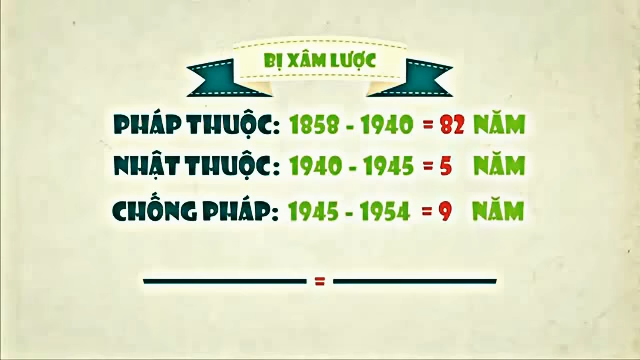 BỊ XÂM LƯỢC
PHÁP THUỘC: 1858 - 1940 = 82 NĂM
NHẬT THUỘC: 1940 - 1945 = 5 NĂM
CHỐNG PHÁP: 1945 - 1954 = 9 NĂM
=